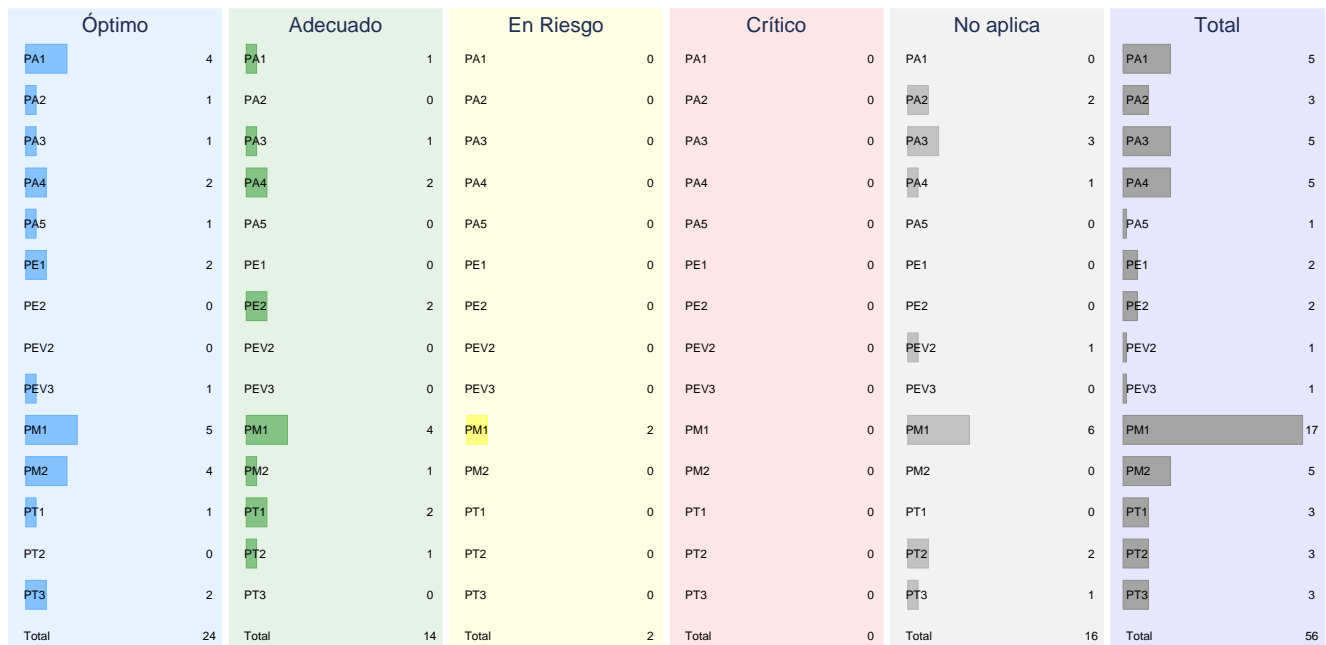 Óptimo Adecuado En Riesgo Crítico No aplica Total
PA1 4 PA1 1 PA1 0 PA1 0 PA1 0 PA1 5
PA2 1 PA2 0 PA2 0 PA2 0 PA2 2 PA2 3
PA3 1 PA3 1 PA3 0 PA3 0 PA3 3 PA3 5
PA4 2 PA4 2 PA4 0 PA4 0 PA4 1 PA4 5
PA5 1 PA5 0 PA5 0 PA5 0 PA5 0 PA5 1
PE1 2 PE1 0 PE1 0 PE1 0 PE1 0 PE1 2
PE2 0 PE2 2 PE2 0 PE2 0 PE2 0 PE2 2
PEV2 0 PEV2 0 PEV2 0 PEV2 0 PEV2 1 PEV2 1
PEV3 1 PEV3 0 PEV3 0 PEV3 0 PEV3 0 PEV3 1
PM1 5 PM1 4 PM1 2 PM1 0 PM1 6 PM1 17
PM2 4 PM2 1 PM2 0 PM2 0 PM2 0 PM2 5
PT1 1 PT1 2 PT1 0 PT1 0 PT1 0 PT1 3
PT2 0 PT2 1 PT2 0 PT2 0 PT2 2 PT2 3
PT3 2 PT3 0 PT3 0 PT3 0 PT3 1 PT3 3
Total 24 Total 14 Total 2 Total 0 Total 16 Total 56